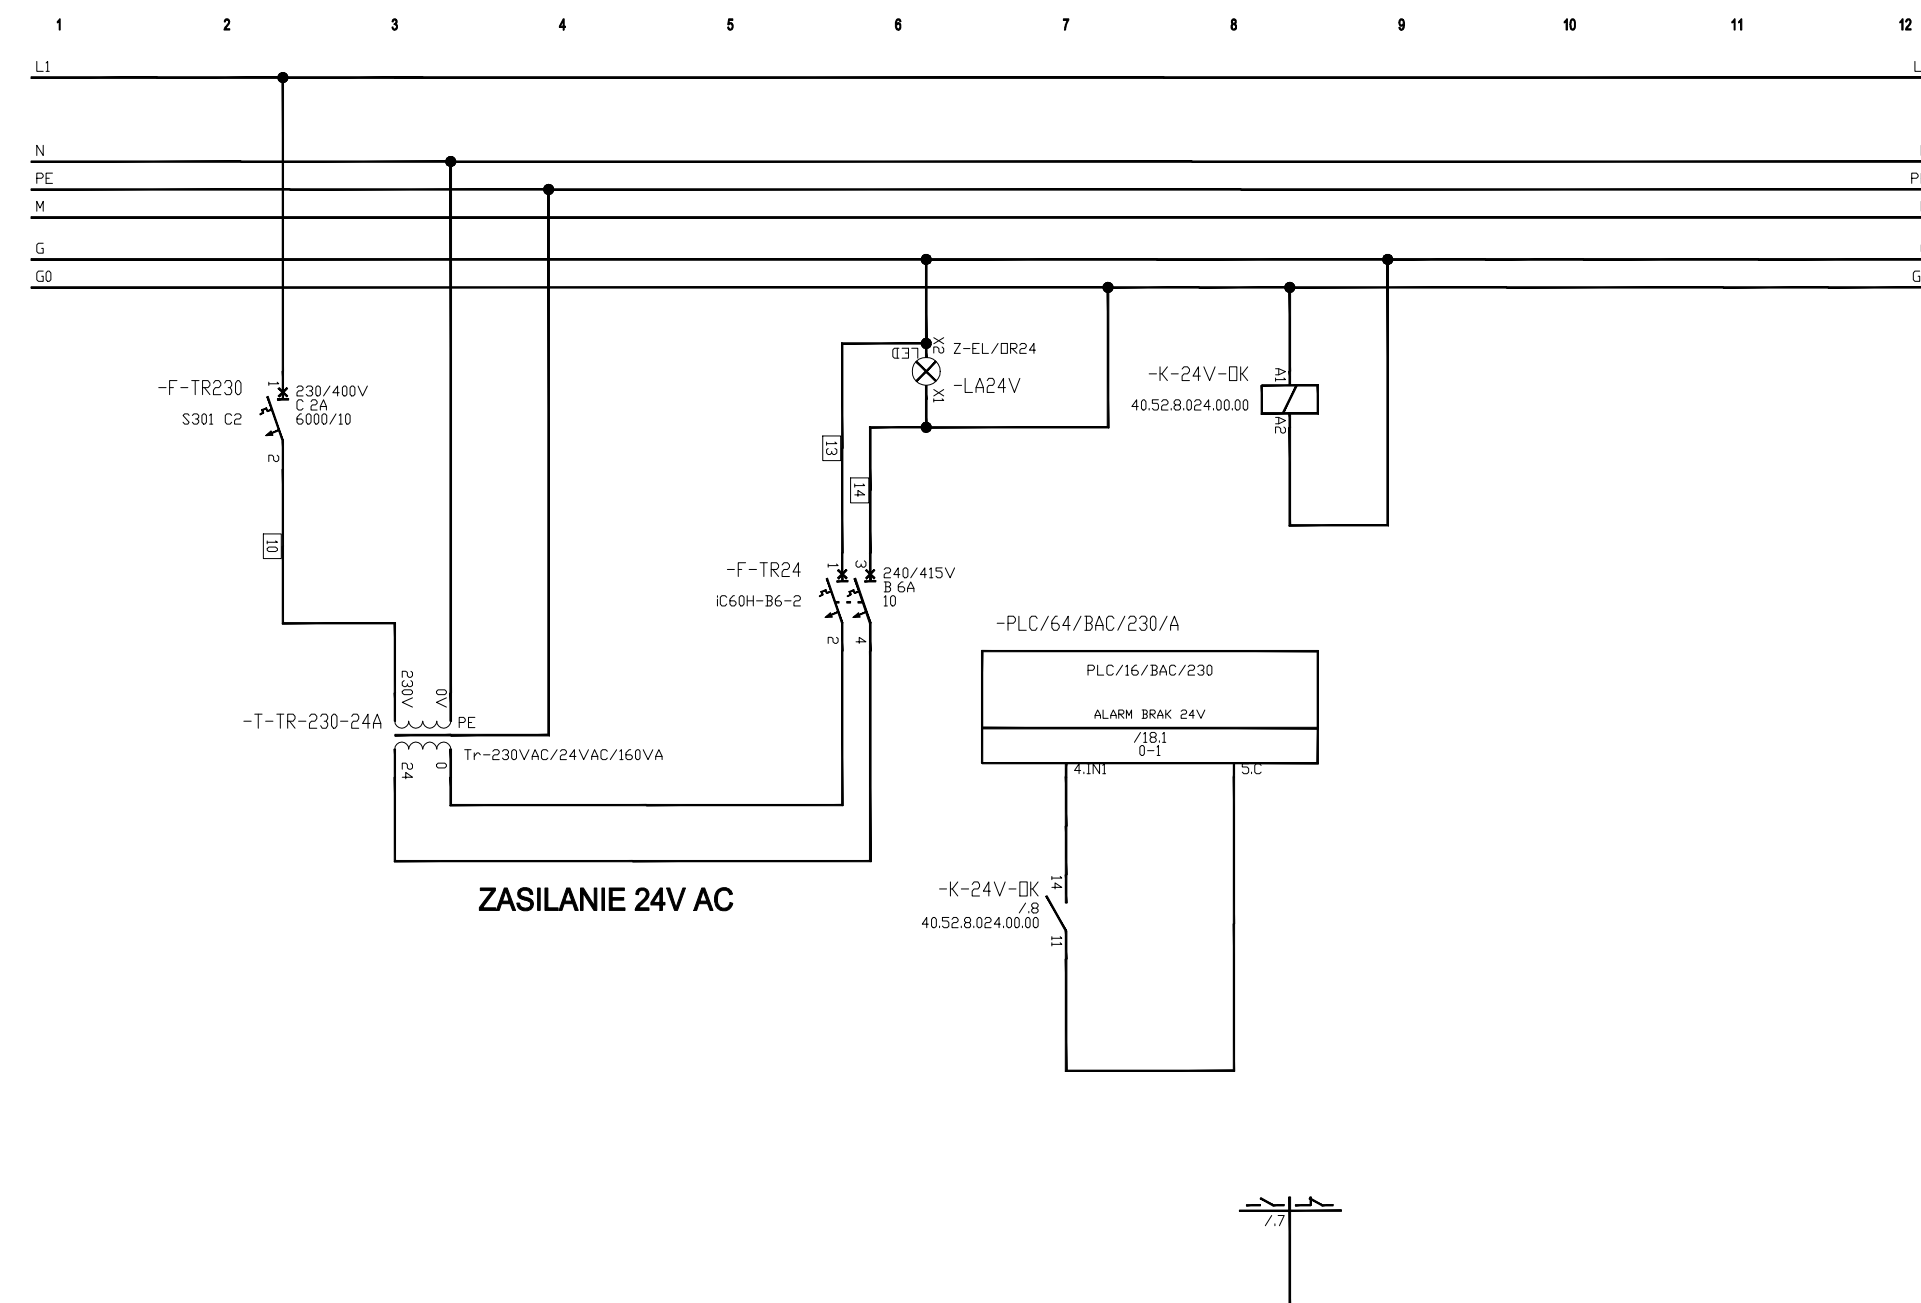 1 2 3 4 5 6 7 8 9 10 11 12
L1 L
N
PE P
M
G
G0 G
X2
LED
Z-EL/OR24
-LA24V
X1
-K-24V-OK
40.52.8.024.00.00
A1
A2
-F-TR230
S301 C2
1
230/400V
C 2A
6000/10
2
13
14
10
-F-TR24
iC60H-B6-2
1
3
240/415V
B 6A
10
2
4
-PLC/64/BAC/230/A
PLC/16/BAC/230
ALARM BRAK 24V
/18.1
0-1
4.IN1
5.C
230V
0V
-T-TR-230-24A
PE
Tr-230VAC/24VAC/160VA
24
0
ZASILANIE 24V AC
-K-24V-OK
/.8
40.52.8.024.00.00
14
11
/.7